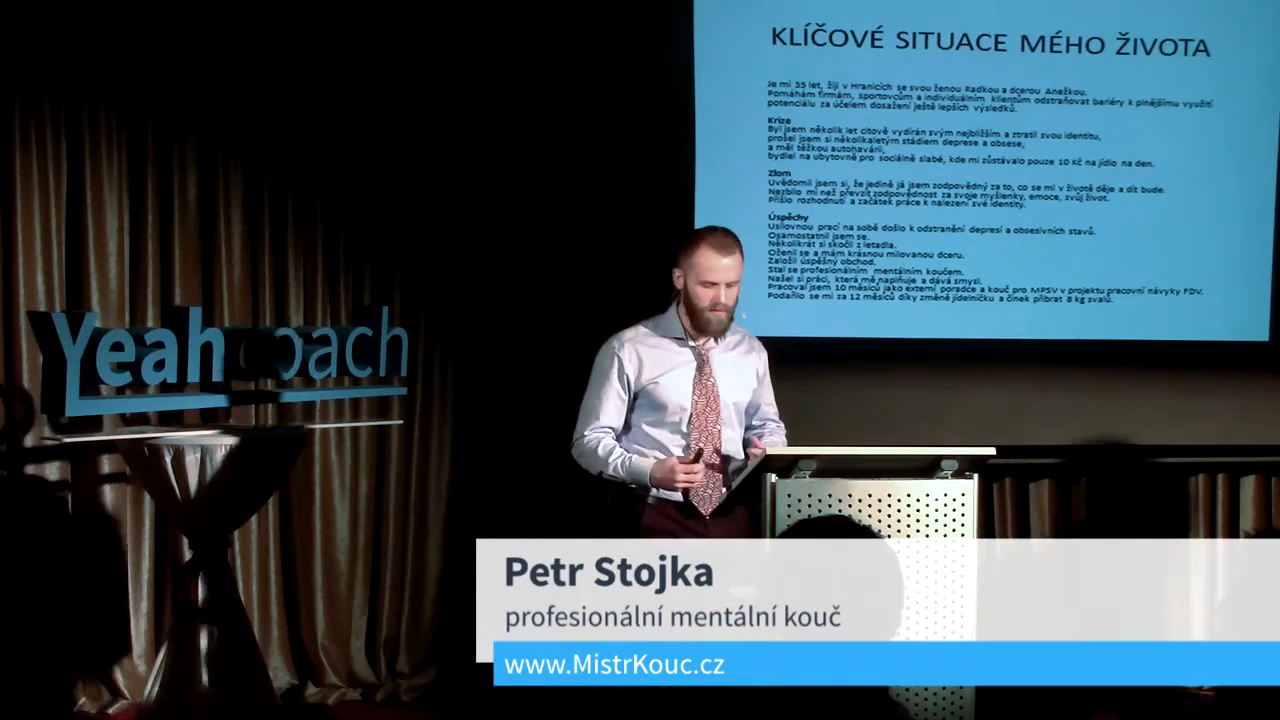 KLÍČOVÉ SITUACE MÉHO ŽIVOTA
Je mi 35 let, žiji v Hranicích se svou ženou Radkou a dcerou Anežkou.
Pomáhám firmám, sportovcům a individuálním klientům odstraňovat bariéry k plnějšímu využití
potenciálu za účelem dosažení ještě lepších výsledků.
Krize
Byl jsem několik let citově vydírán svým nejbližším a ztratil svou identitu,
prošel jsem si několikaletým stádiem deprese a obsese,
a měl těžkou autohavárii,
bydlel na ubytovně pro sociálně slabé, kde mi zůstávalo pouze 10 Kč na jídlo na den.
Zlom
Uvědomil jsem si, že jedině já jsem zodpovědný za to, co se mi v životě děje a dít bude.
Nezbilo mi než převzít zodpovědnost za svoje myšlenky, emoce, svůj život.
Přišlo rozhodnutí a začátek práce k nalezení své identity.
Úspěchy
Usilovnou prací na sobě došlo k odstranění depresí a obsesivních stavů.
Osamostatnil jsem se.
Několikrát si skočil z letadla.
Oženil se a mám krásnou milovanou dceru.
Založil úspěšný obchod.
Stal se profesionálním mentálním koučem.
Našel si práci, která mě naplňuje a dává smysl.
Pracoval jsem 10 měsíců jako externí poradce a kouč pro MPSV v projektu pracovní návyky FDV.
Podařilo se mi za 12 měsíců díky změně jídelníčku a činek přibrat 8 kg svalů.
Yeahcoach
Petr Stojka
profesionální mentální kouč
www.MistrKouc.cz